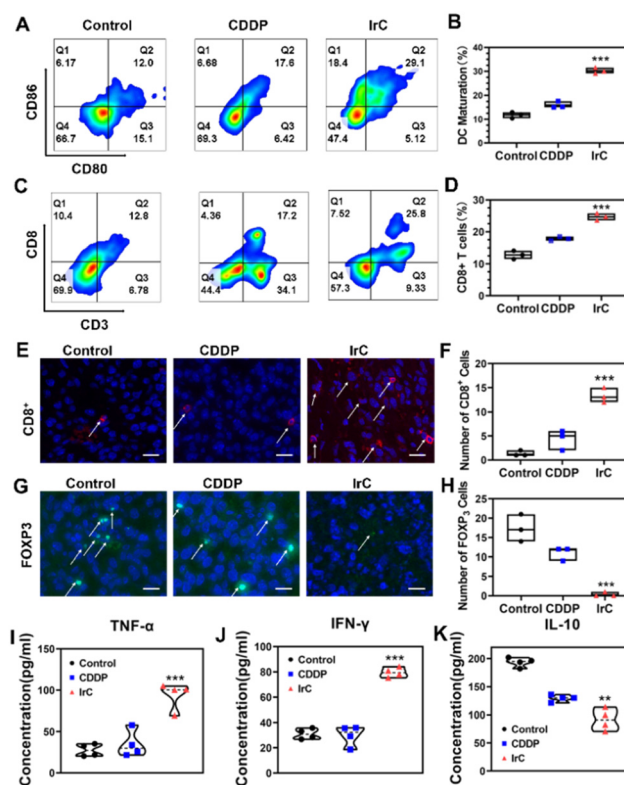 A Control CDDP IrC
Q1 Q2 Q1 Q2 Q1 Q2
6.17 12.0 6.68 17.6 18.4 29.1
CD86
Q4 Q3 Q4 Q3 Q4 Q3
66.7 15.1 69.3 6.42 47.4 5.12
CD80
B
DC Maturation (%)
40
30
20
10
0
***
Control CDDP IrC
C
Q1 Q2 Q1 Q2 Q1 Q2
10.4 12.8 4.36 17.2 7.52 25.8
CD8
Q4 Q3 Q4 Q3 Q4 Q3
69.9 6.78 44.4 34.1 57.3 9.33
CD3
D
CD8+ T cells(%)
30
20
10
0
***
Control CDDP IrC
E Control CDDP IrC
CD8+
F
Number of CD8+ Cells
20
15
10
5
0
***
Control CDDP IrC
G Control CDDP IrC
FOXP3
H
Number of FOXP3 Cells
25
20
15
10
5
0
***
Control CDDP IrC
I TNF-α
Concentration(pg/ml)
150
100
50
0
Control
CDDP
IrC
***
J IFN-γ
Concentration(pg/ml)
100
80
60
40
20
0
Control
CDDP
IrC
***
K IL-10
Concentration(pg/ml)
250
200
150
100
50
0
Control
CDDP
IrC
**